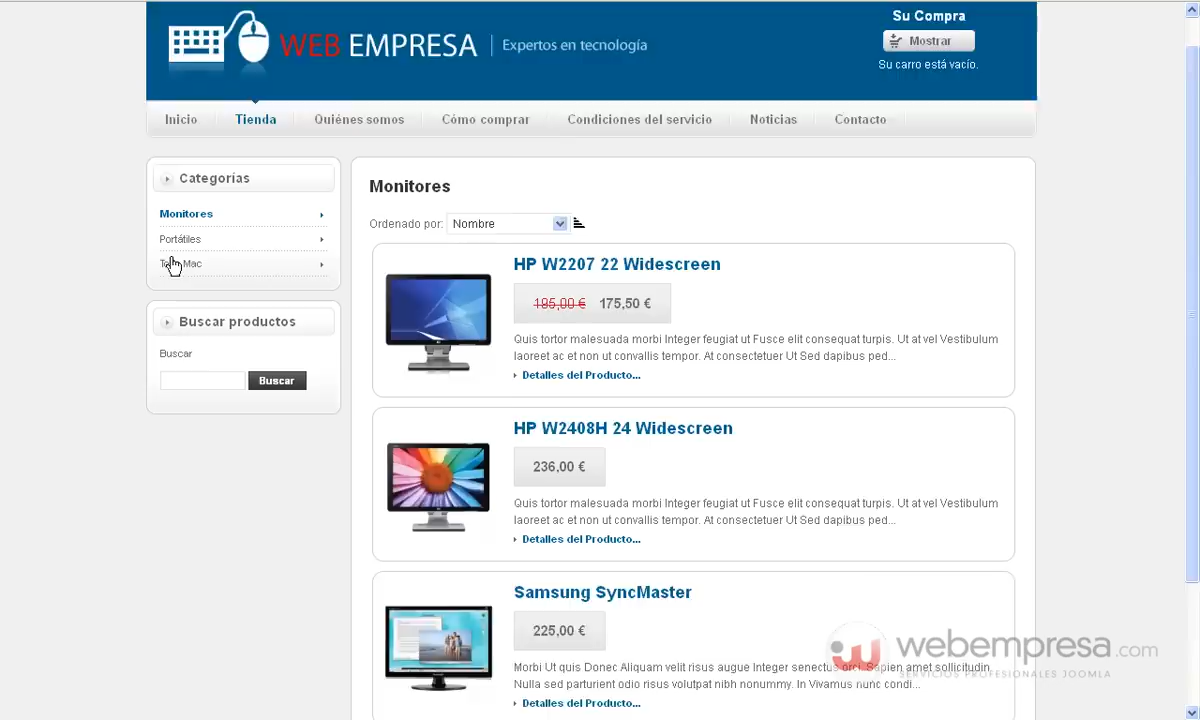 WEB EMPRESA | Expertos en tecnología
Su Compra
Mostrar
Su carro está vacío.
Inicio Tienda Quiénes somos Cómo comprar Condiciones del servicio Noticias Contacto
Categorías
Monitores
Portátiles
Mac
Buscar productos
Buscar
Buscar
Monitores
Ordenado por: Nombre
HP W2207 22 Widescreen
195,00 € 175,50 €
Quis tortor malesuada morbi Integer feugiat ut Fusce elit consequat turpis. Ut at vel Vestibulum
laoreet ac et non ut convallis tempor. At consectetuer Ut Sed dapibus ped...
Detalles del Producto...
HP W2408H 24 Widescreen
236,00 €
Quis tortor malesuada morbi Integer feugiat ut Fusce elit consequat turpis. Ut at vel Vestibulum
laoreet ac et non ut convallis tempor. At consectetuer Ut Sed dapibus ped...
Detalles del Producto...
Samsung SyncMaster
225,00 €
Morbi Ut quis Donec Aliquam velit risus augue Integer senectus orci. Sapien amet sollicitudin
Nulla sed parturient odio risus volutpat nibh nonummy. In Vivamus nunc condi...
Detalles del Producto...
webempresa.com
SERVICIOS PROFESIONALES JOOMLA